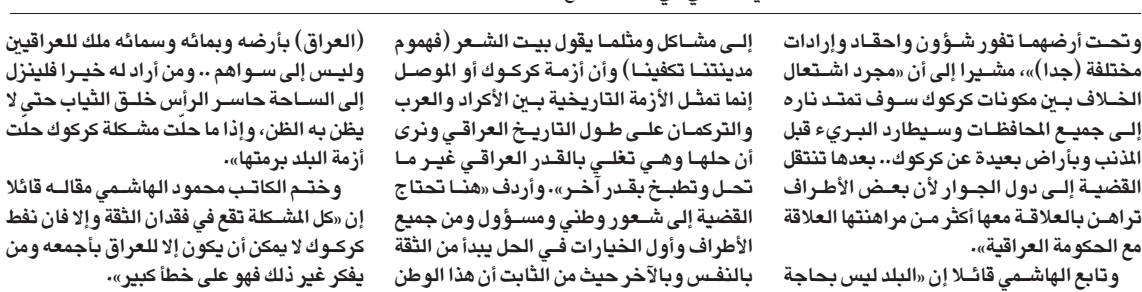 وتحت أرضهما تفور شؤون واحقاد وإرادات
مختلفة (جدا)»، مشيرا إلى أن «مجرد اشتعال
الخلاف بين مكونات كركوك سوف تمتد ناره
إلى جميع المحافظات وسيطارد البريء قبل
المذنب وبأراض بعيدة عن كركوك.. بعدها تنتقل
القضية إلى دول الجوار لأن بعض الأطراف
تراهن بالعلاقة معها أكثر من مراهنتها العلاقة
مع الحكومة العراقية».
وتابع الهاشمي قائلا إن «البلد ليس بحاجة
إلى مشاكل ومثلما يقول بيت الشعر (فهموم
مدينتنا تكفينا) وأن أزمة كركوك أو الموصل
إنما تمثل الأزمة التاريخية بين الأكراد والعرب
والتركمان على طول التاريخ العراقي ونرى
أن حلها وهي تغلي بالقدر العراقي غير ما
تحل وتطبخ بقدر آخر». وأردف «هنا تحتاج
القضية إلى شعور وطني ومسؤول ومن جميع
الأطراف وأول الخيارات في الحل يبدأ من الثقة
بالنفس وبالآخر حيث من الثابت أن هذا الوطن
(العراق) بأرضه وبمائه وسمائه ملك للعراقيين
وليس إلى سواهم .. ومن أراد له خيرا فلينزل
إلى الساحة حاسر الرأس خلق الثياب حتى لا
يظن به الظن، وإذا ما حلّت مشكلة كركوك حلّت
أزمة البلد برمتها».
وختم الكاتب محمود الهاشمي مقاله قائلا
إن «كل المشكلة تقع في فقدان الثقة وإلا فان نفط
كركوك لا يمكن أن يكون إلا للعراق بأجمعه ومن
يفكر غير ذلك فهو على خطأ كبير».